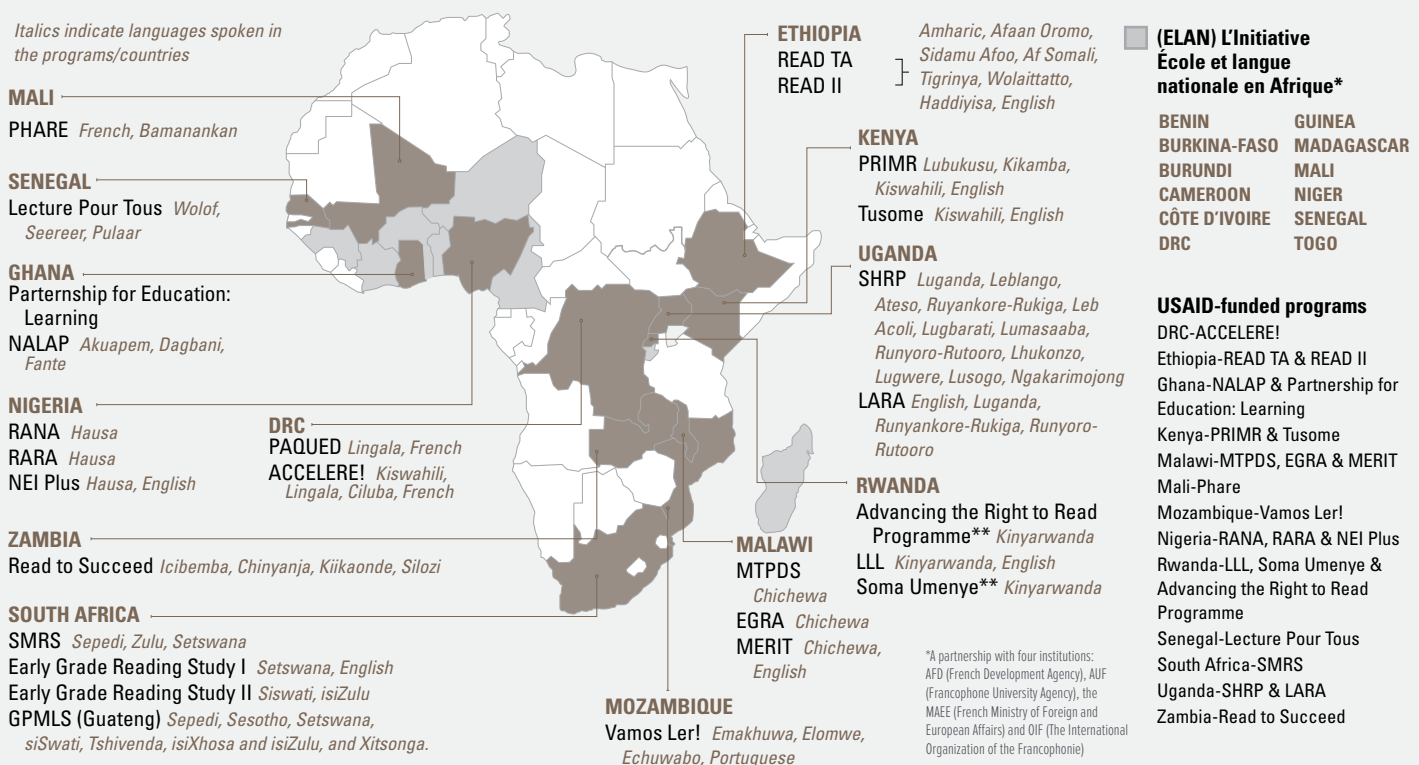 Italics indicate languages spoken in
the programs/countries
MALI
PHARE French, Bamanankan
SENEGAL
Lecture Pour Tous Wolof,
Seereer, Pulaar
GHANA
Parternship for Education:
Learning
NALAP Akuapem, Dagbani,
Fante
NIGERIA
RANA Hausa
RARA Hausa
NEI Plus Hausa, English
DRC
PAQUED Lingala, French
ACCELERE! Kiswahili,
Lingala, Ciluba, French
ZAMBIA
Read to Succeed Icibemba, Chinyanja, Kiikaonde, Silozi
SOUTH AFRICA
SMRS Sepedi, Zulu, Setswana
Early Grade Reading Study I Setswana, English
Early Grade Reading Study II Siswati, isiZulu
GPMLS (Guateng) Sepedi, Sesotho, Setswana,
siSwati, Tshivenda, isiXhosa and isiZulu, and Xitsonga.
ETHIOPIA
READ TA
READ II
Amharic, Afaan Oromo,
Sidamu Afoo, Af Somali,
Tigrinya, Wolaittatto,
Haddiyisa, English
KENYA
PRIMR Lubukusu, Kikamba,
Kiswahili, English
Tusome Kiswahili, English
UGANDA
SHRP Luganda, Leblango,
Ateso, Ruyankore-Rukiga, Leb
Acoli, Lugbarati, Lumasaaba,
Runyoro-Rutooro, Lhukonzo,
Lugwere, Lusogo, Ngakarimojong
LARA English, Luganda,
Runyankore-Rukiga, Runyoro-
Rutooro
RWANDA
Advancing the Right to Read
Programme** Kinyarwanda
LLL Kinyarwanda, English
Soma Umenye** Kinyarwanda
MALAWI
MTPDS
Chichewa
EGRA Chichewa
MERIT Chichewa,
English
MOZAMBIQUE
Vamos Ler! Emakhuwa, Elomwe,
Echuwabo, Portuguese
*A partnership with four institutions:
AFD (French Development Agency), AUF
(Francophone University Agency), the
MAEE (French Ministry of Foreign and
European Affairs) and OIF (The International
Organization of the Francophonie)
(ELAN) L'Initiative
École et langue
nationale en Afrique*
BENIN GUINEA
BURKINA-FASO MADAGASCAR
BURUNDI MALI
CAMEROON NIGER
CÔTE D'IVOIRE SENEGAL
DRC TOGO
USAID-funded programs
DRC-ACCELERE!
Ethiopia-READ TA & READ II
Ghana-NALAP & Partnership for
Education: Learning
Kenya-PRIMR & Tusome
Malawi-MTPDS, EGRA & MERIT
Mali-Phare
Mozambique-Vamos Ler!
Nigeria-RANA, RARA & NEI Plus
Rwanda-LLL, Soma Umenye &
Advancing the Right to Read
Programme
Senegal-Lecture Pour Tous
South Africa-SMRS
Uganda-SHRP & LARA
Zambia-Read to Succeed